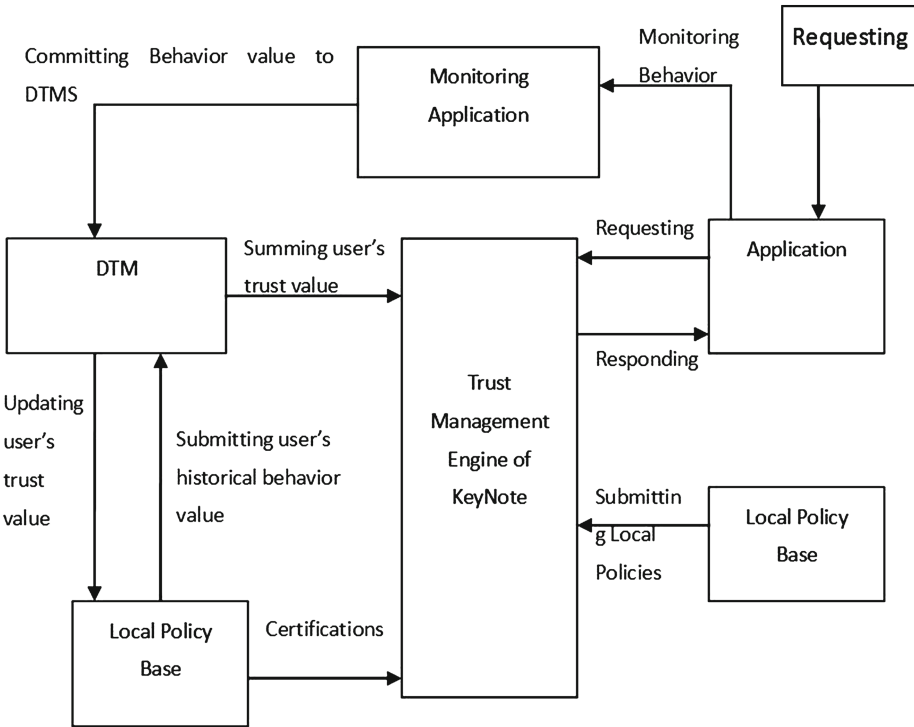 Committing Behavior value to
DTMS
Monitoring
Application
Monitoring
Behavior
Requesting
DTM
Summing user's
trust value
Requesting
Application
Responding
Trust
Management
Engine of
KeyNote
Updating
user's
trust
value
Submitting user's
historical behavior
value
Submittin
g Local
Policies
Local Policy
Base
Local Policy
Base
Certifications